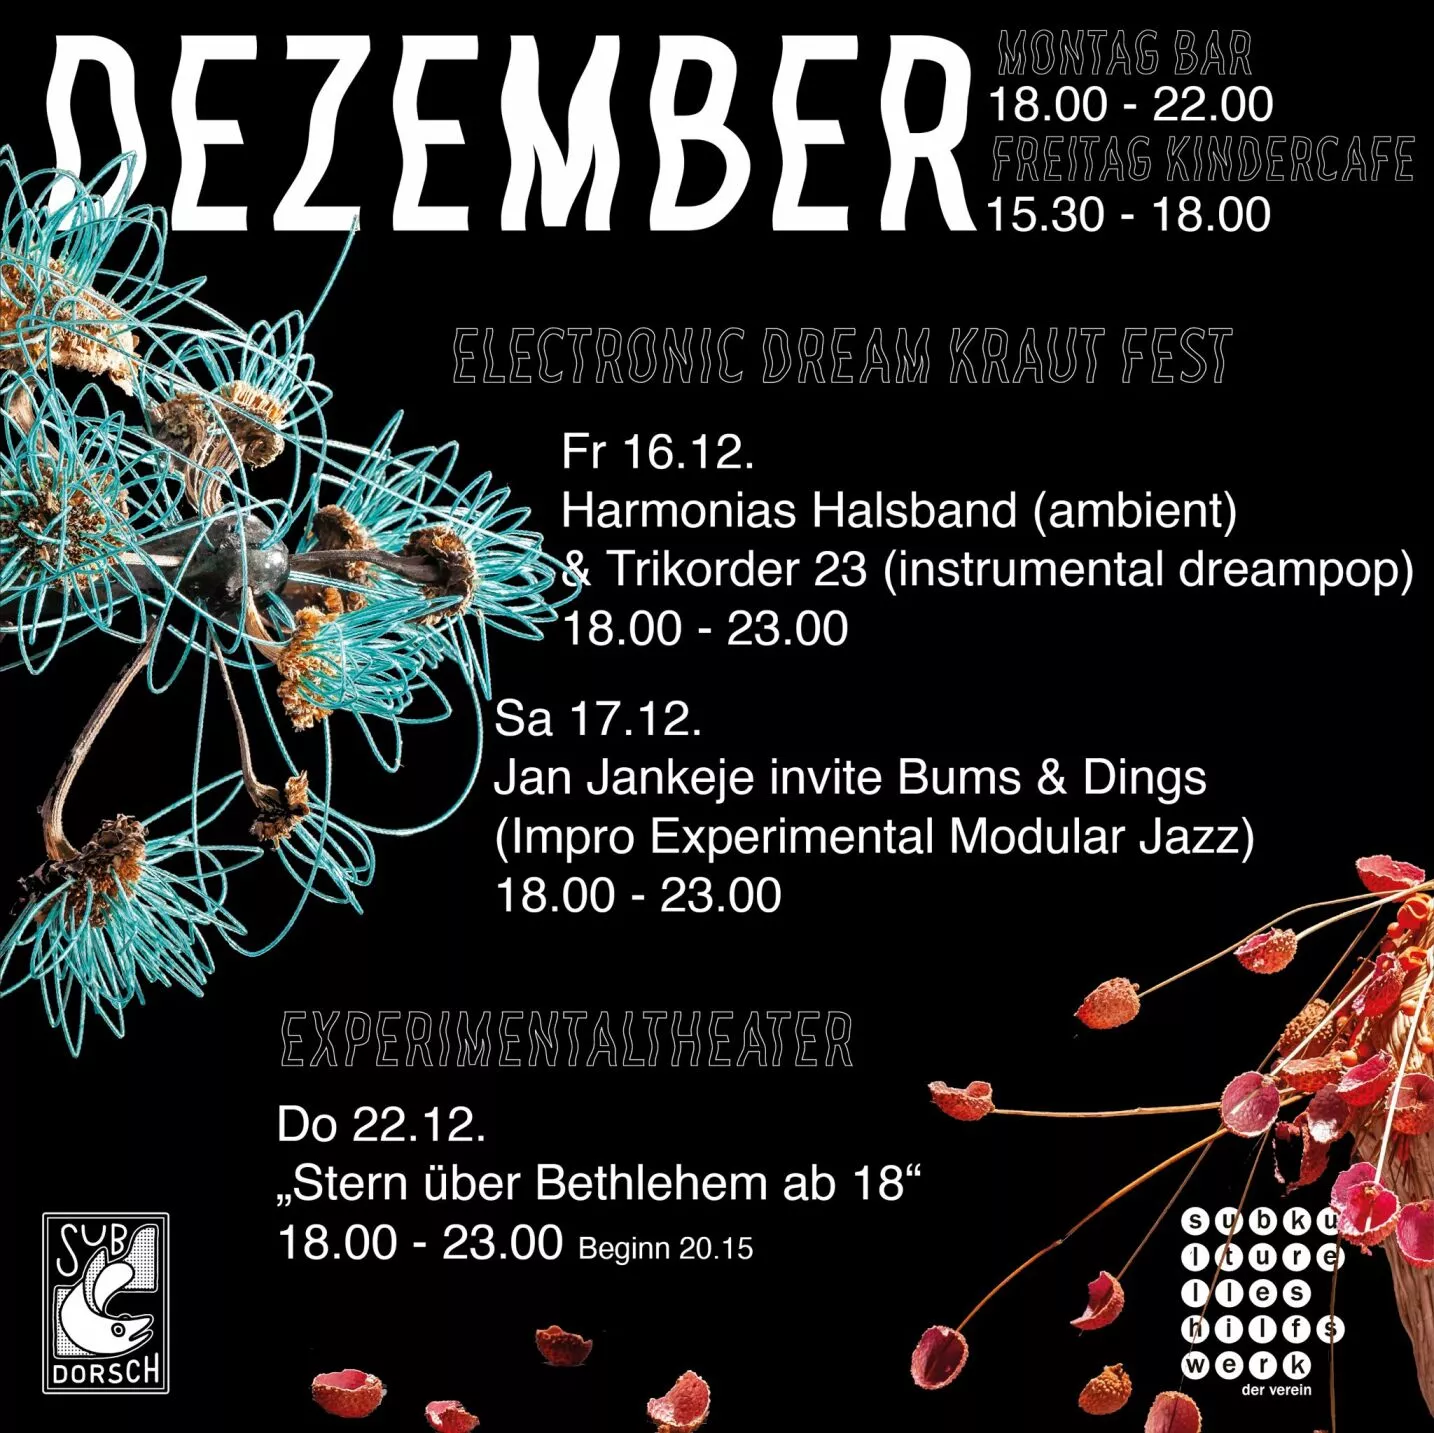 DEZEMBER
MONTAG BAR
18.00 - 22.00
FREITAG KINDERCAFE
15.30 - 18.00
ELECTRONIC DREAM KRAUT FEST
Fr 16.12.
Harmonias Halsband (ambient)
& Trikorder 23 (instrumental dreampop)
18.00 - 23.00
Sa 17.12.
Jan Jankeje invite Bums & Dings
(Impro Experimental Modular Jazz)
18.00 - 23.00
EXPERIMENTALTHEATER
Do 22.12.
„Stern über Bethlehem ab 18“
18.00 - 23.00 Beginn 20.15
SUB
DORSCH
subku
lture
lles
hilfs
werk
der verein